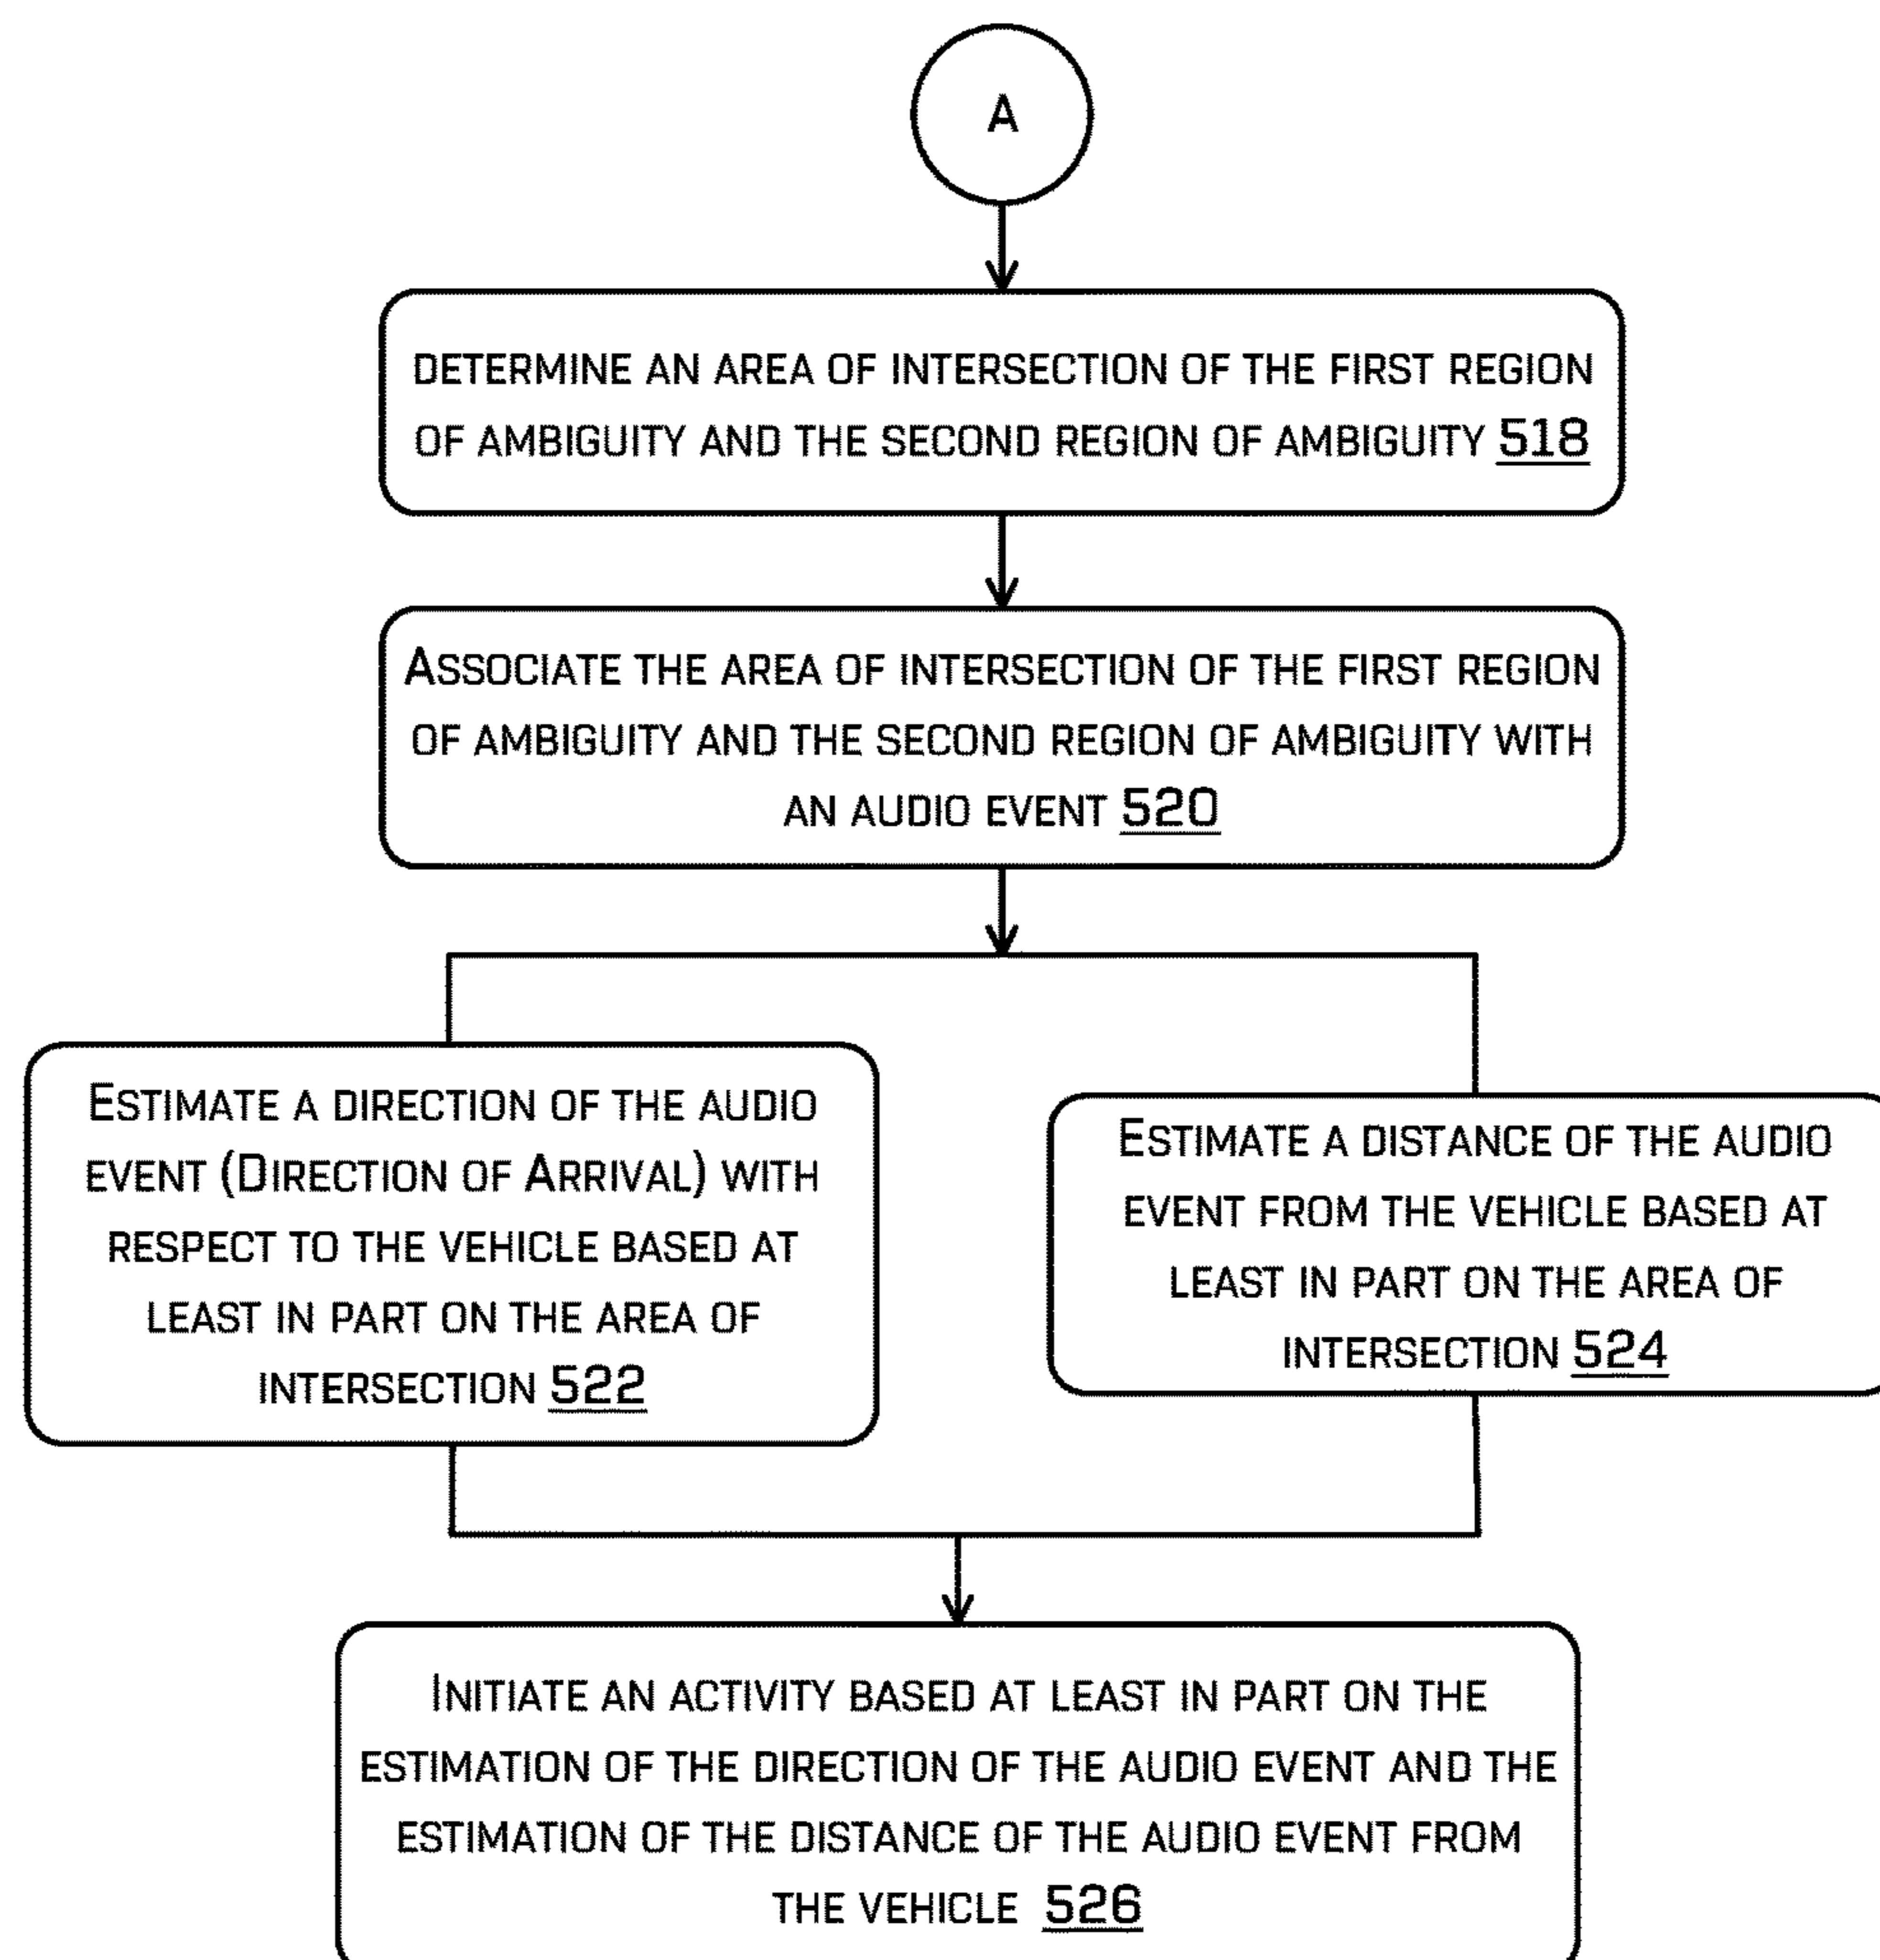 A
DETERMINE AN AREA OF INTERSECTION OF THE FIRST REGION
OF AMBIGUITY AND THE SECOND REGION OF AMBIGUITY 518
ASSOCIATE THE AREA OF INTERSECTION OF THE FIRST REGION
OF AMBIGUITY AND THE SECOND REGION OF AMBIGUITY WITH
AN AUDIO EVENT 520
ESTIMATE A DIRECTION OF THE AUDIO
EVENT (DIRECTION OF ARRIVAL) WITH
RESPECT TO THE VEHICLE BASED AT
LEAST IN PART ON THE AREA OF
INTERSECTION 522
ESTIMATE A DISTANCE OF THE AUDIO
EVENT FROM THE VEHICLE BASED AT
LEAST IN PART ON THE AREA OF
INTERSECTION 524
INITIATE AN ACTIVITY BASED AT LEAST IN PART ON THE
ESTIMATION OF THE DIRECTION OF THE AUDIO EVENT AND THE
ESTIMATION OF THE DISTANCE OF THE AUDIO EVENT FROM
THE VEHICLE 526